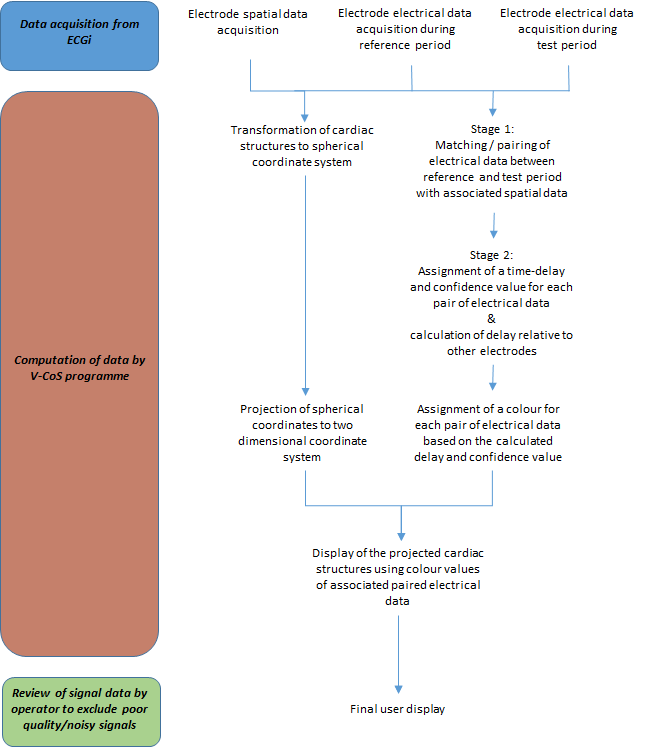 Data acquisition from
ECGi
Electrode spatial data
acquisition
Electrode electrical data
acquisition during
reference period
Electrode electrical data
acquisition during
test period
Computation of data by
V-CoS programme
Transformation of cardiac
structures to spherical
coordinate system
Stage 1:
Matching / pairing of
electrical data between
reference and test period
with associated spatial data
Stage 2:
Assignment of a time-delay
and confidence value for each
pair of electrical data
&
calculation of delay relative to
other electrodes
Projection of spherical
coordinates to two
dimensional coordinate
system
Assignment of a colour for
each pair of electrical data
based on the calculated
delay and confidence value
Display of the projected cardiac
structures using colour values
of associated paired electrical
data
Review of signal data by
operator to exclude poor
quality/noisy signals
Final user display